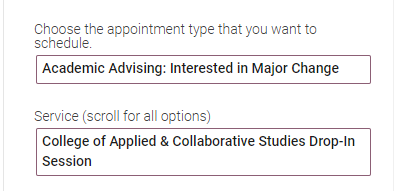 Choose the appointment type that you want to
schedule.
Academic Advising: Interested in Major Change
Service (scroll for all options)
College of Applied & Collaborative Studies Drop-In
Session